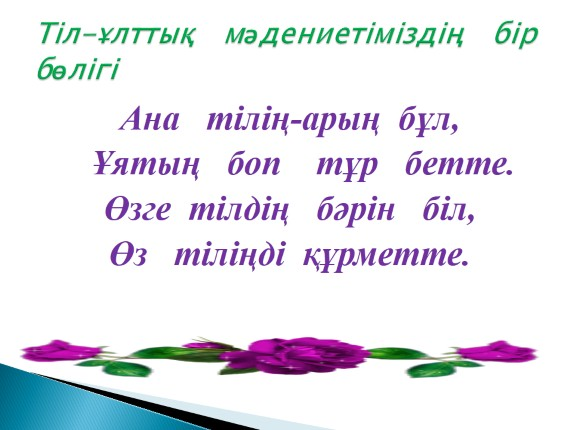 Тіл-ұлттық мәдениетіміздің бір
бөлігі
Ана тілің-арың бұл,
Ұятың боп тұр бетте.
Өзге тілдің бәрін біл,
Өз тіліңді құрметте.